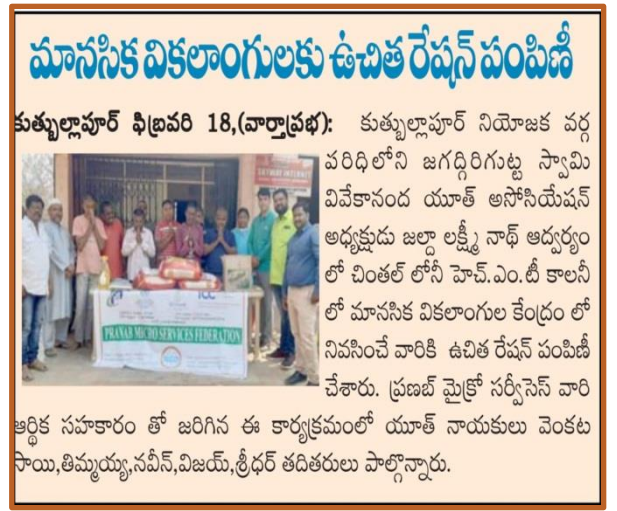 మానసిక వికలాంగులకు ఉచిత రేషన్ పంపిణీ
కుత్బుల్లాపూర్ ఫిబ్రవరి 18,(వార్తాప్రభ): కుత్బుల్లాపూర్ నియోజక వర్గ
పరిధిలోని జగద్గిరిగుట్ట స్వామి
వివేకానంద యూత్ అసోసియేషన్
అధ్యక్షుడు జల్దా లక్ష్మీ నాథ్ ఆద్వర్యం
లో చింతల్ లోనీ హెచ్.ఎం.టీ కాలనీ
లో మానసిక వికలాంగుల కేంద్రం లో
నివసించే వారికి ఉచిత రేషన్ పంపిణీ
చేశారు. ప్రణబ్ మైక్రో సర్వీసెస్ వారి
ఆర్థిక సహకారం తో జరిగిన ఈ కార్యక్రమంలో యూత్ నాయకులు వెంకట
సాయి,తిమ్మయ్య,నవీన్,విజయ్,శ్రీధర్ తదితరులు పాల్గొన్నారు.
PRANAB MICRO SERVICES FEDERATION